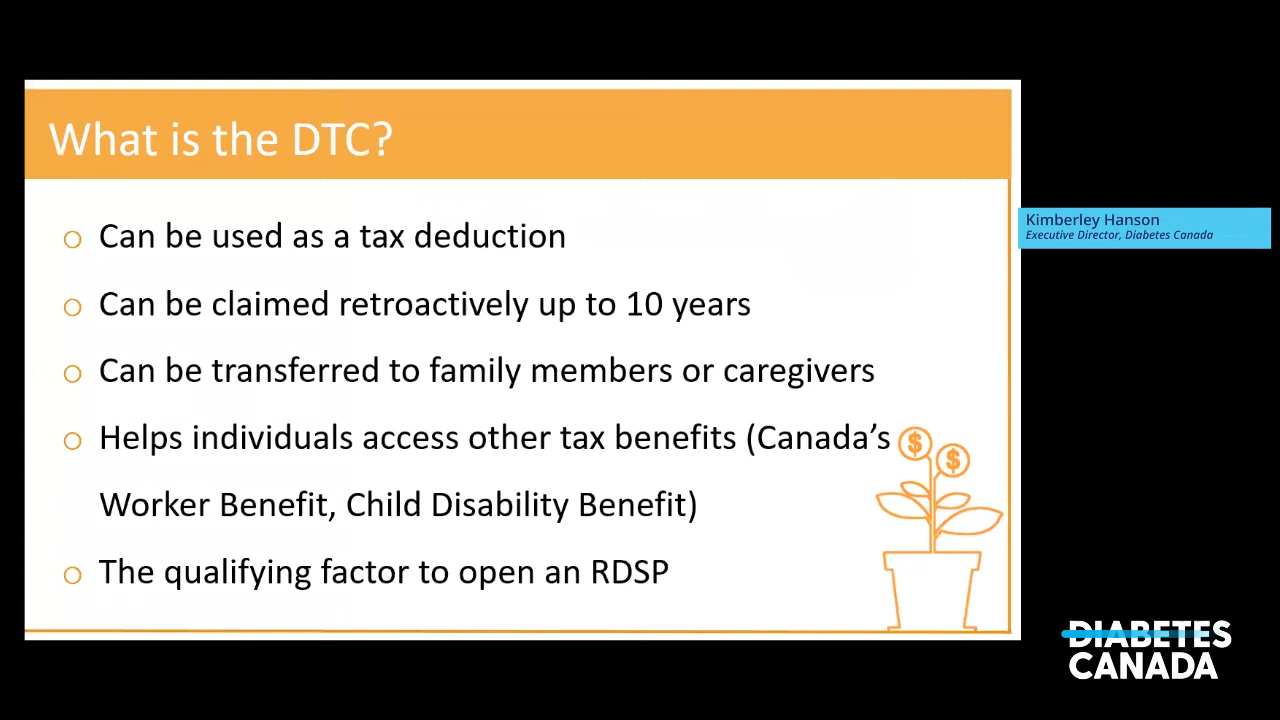 What is the DTC?
o Can be used as a tax deduction
o Can be claimed retroactively up to 10 years
o Can be transferred to family members or caregivers
o Helps individuals access other tax benefits (Canada’s
Worker Benefit, Child Disability Benefit)
o The qualifying factor to open an RDSP
$ $
Kimberley Hanson
Executive Director, Diabetes Canada
DIABETES
CANADA